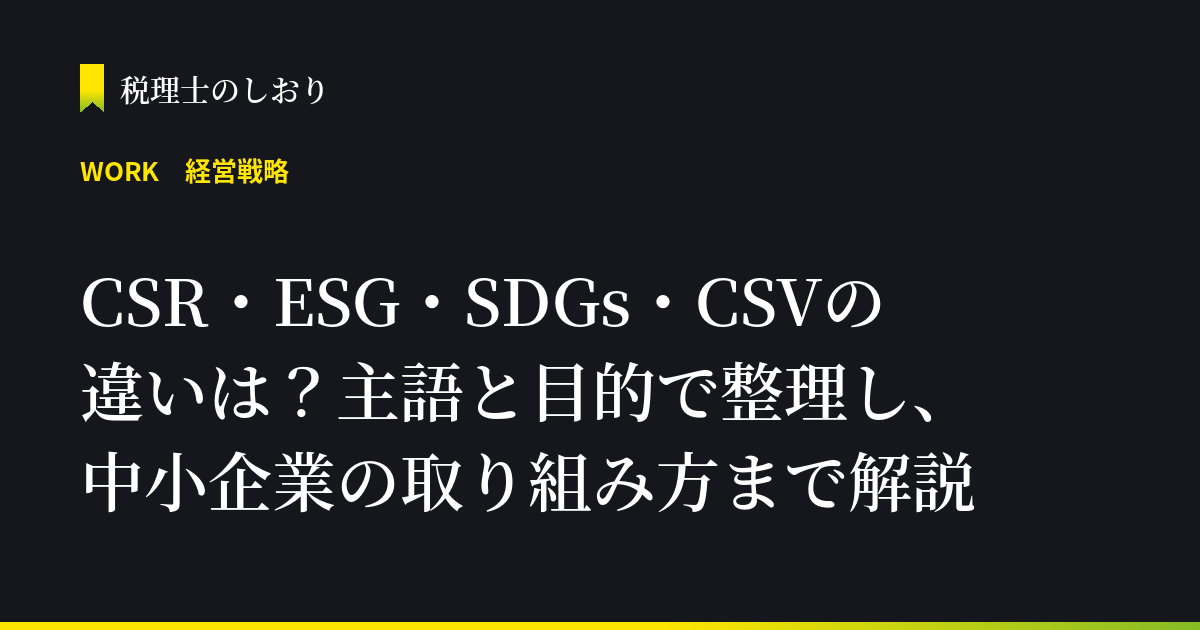 税理士のしおり
WORK　経営戦略
CSR・ESG・SDGs・CSVの
違いは？主語と目的で整理し、
中小企業の取り組み方まで解説